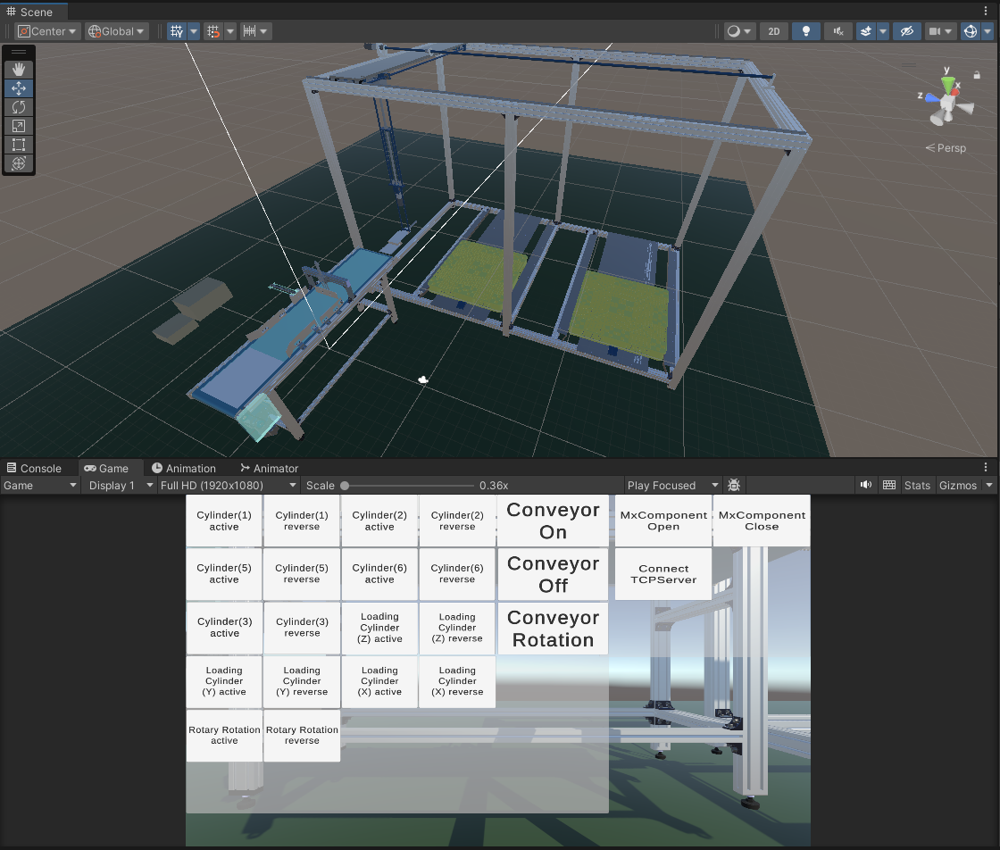 Scene
Center
Global
2D
y
x
z
Persp
Console
Game
Animation
Animator
Game
Display 1
Full HD (1920x1080)
Scale
0.36x
Play Focused
Stats
Gizmos
Cylinder(1)
active
Cylinder(1)
reverse
Cylinder(2)
active
Cylinder(2)
reverse
Conveyor
On
MxComponent
Open
MxComponent
Close
Cylinder(5)
active
Cylinder(5)
reverse
Cylinder(6)
active
Cylinder(6)
reverse
Conveyor
Off
Connect
TCPServer
Cylinder(3)
active
Cylinder(3)
reverse
Loading
Cylinder
(Z) active
Loading
Cylinder
(Z) reverse
Conveyor
Rotation
Loading
Cylinder
(Y) active
Loading
Cylinder
(Y) reverse
Loading
Cylinder
(X) active
Loading
Cylinder
(X) reverse
Rotary Rotation
active
Rotary Rotation
reverse